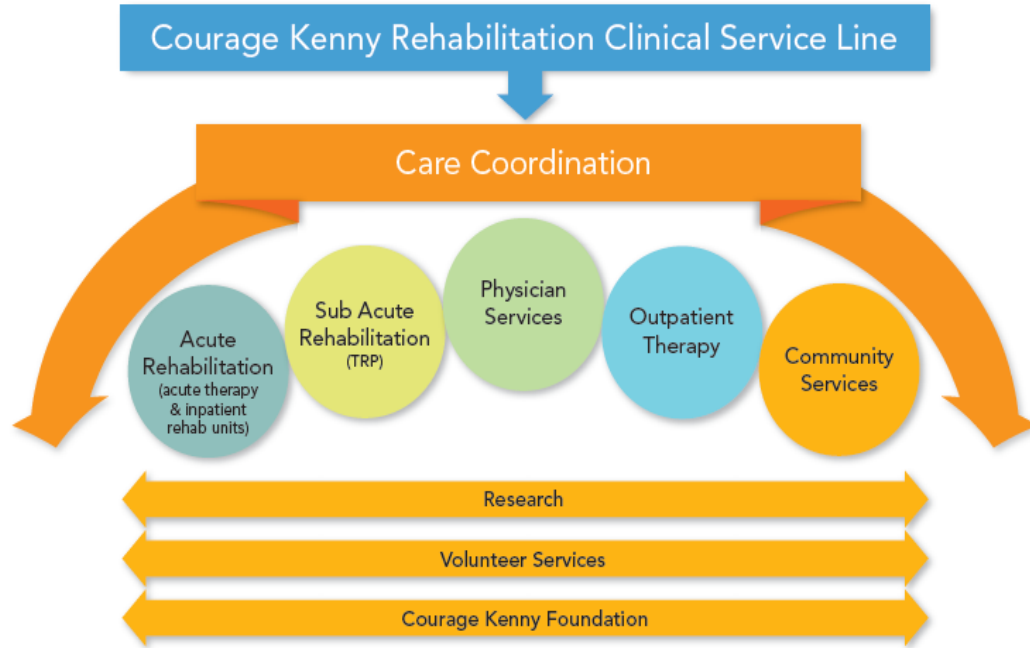 Courage Kenny Rehabilitation Clinical Service Line
Care Coordination
Acute
Rehabilitation
(acute therapy
& inpatient
rehab units)
Sub Acute
Rehabilitation
(TRP)
Physician
Services
Outpatient
Therapy
Community
Services
Research
Volunteer Services
Courage Kenny Foundation